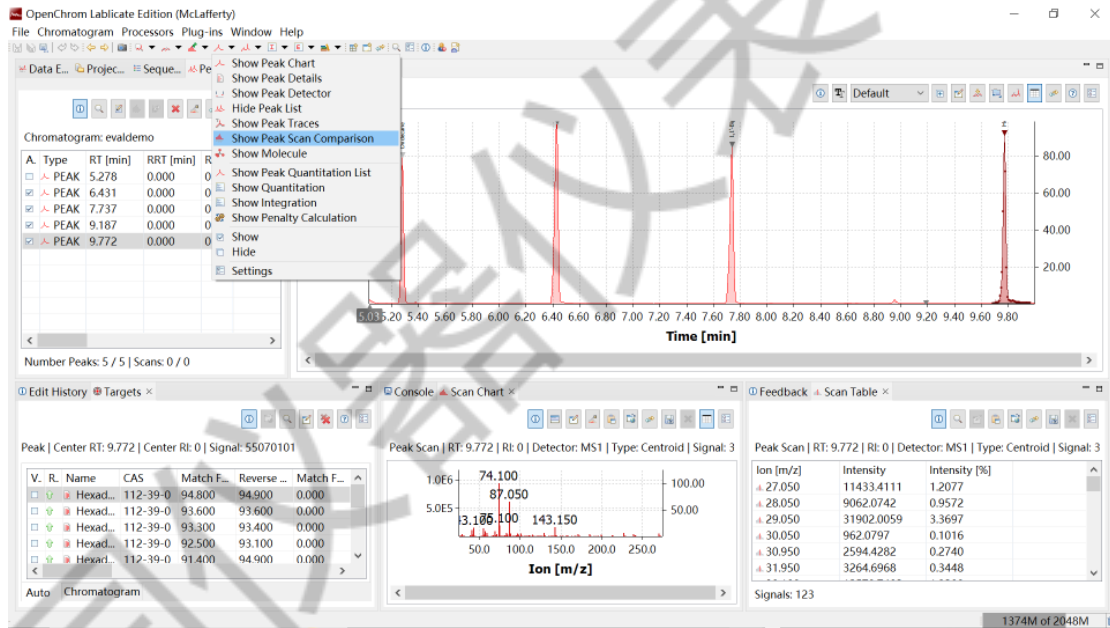 OpenChrom Lablicate Edition (McLafferty)
File Chromatogram Processors Plug-ins Window Help
Data E... Projec... Seque... Pe
Show Peak Chart
Show Peak Details
Show Peak Detector
Hide Peak List
Show Peak Traces
Show Peak Scan Comparison
Show Molecule
Show Peak Quantitation List
Show Quantitation
Show Integration
Show Penalty Calculation
Show
Hide
Settings
Default
Chromatogram: evaldemo
A. Type RT [min] RRT [min] R
PEAK 5.278 0.000 0
PEAK 6.431 0.000 0
PEAK 7.737 0.000 0
PEAK 9.187 0.000 0
PEAK 9.772 0.000 0
Number Peaks: 5 / 5 | Scans: 0 / 0
80.00
60.00
40.00
20.00
5.03 5.20 5.40 5.60 5.80 6.00 6.20 6.40 6.60 6.80 7.00 7.20 7.40 7.60 7.80 8.00 8.20 8.40 8.60 8.80 9.00 9.20 9.40 9.60 9.80
Time [min]
Edit History Targets
Peak | Center RT: 9.772 | Center RI: 0 | Signal: 55070101
V. R. Name CAS Match F... Reverse ... Match F...
Hexad... 112-39-0 94.800 94.900 0.000
Hexad... 112-39-0 93.600 93.600 0.000
Hexad... 112-39-0 93.300 93.400 0.000
Hexad... 112-39-0 92.500 93.100 0.000
Hexad... 112-39-0 91.400 94.900 0.000
Auto Chromatogram
Console Scan Chart
Peak Scan | RT: 9.772 | RI: 0 | Detector: MS1 | Type: Centroid | Signal: 3
1.0E6
5.0E5
74.100
87.050
75.100
143.150
100.00
50.00
50.0 100.0 150.0 200.0 250.0
Ion [m/z]
Feedback Scan Table
Peak Scan | RT: 9.772 | RI: 0 | Detector: MS1 | Type: Centroid | Signal: 3
Ion [m/z] Intensity Intensity [%]
27.050 11433.4111 1.2077
28.050 9062.0742 0.9572
29.050 31902.0059 3.3697
30.050 962.0797 0.1016
30.950 2594.4282 0.2740
31.950 3264.6968 0.3448
Signals: 123
1374M of 2048M